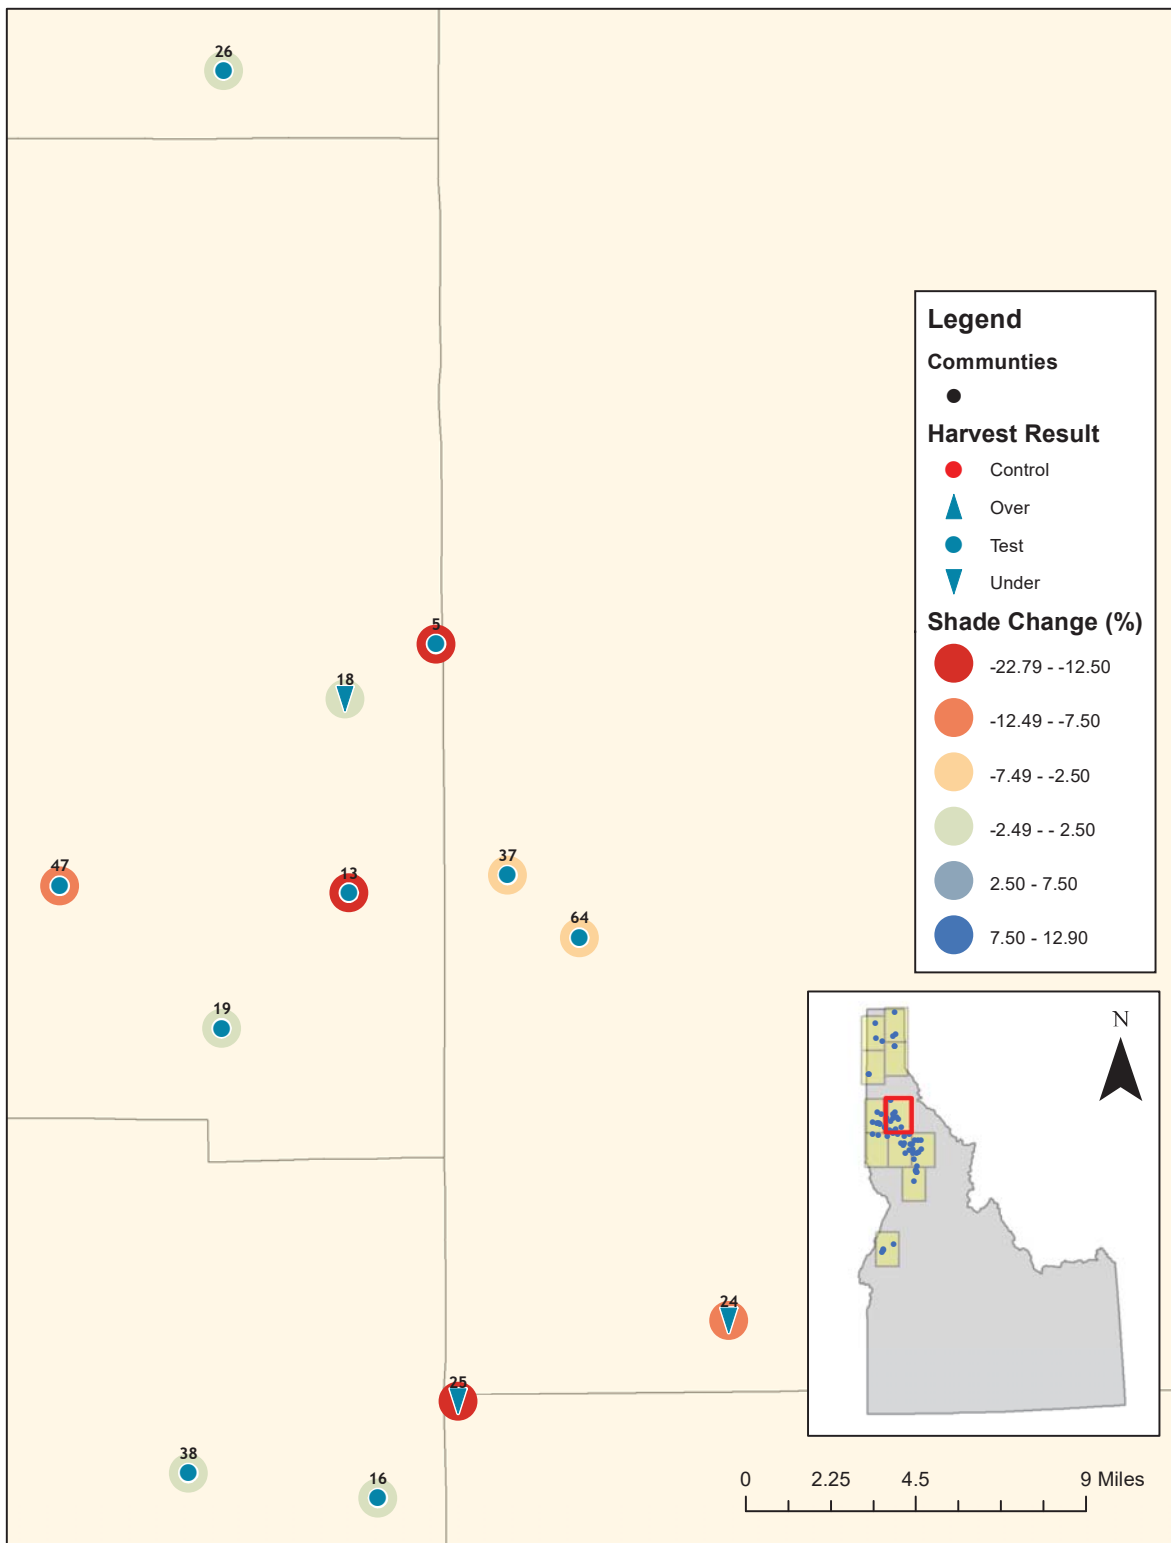 26
5
18
47
13
37
64
19
24
25
38
16
Legend
Communties
Harvest Result
Control
Over
Test
Under
Shade Change (%)
-22.79 - -12.50
-12.49 - -7.50
-7.49 - -2.50
-2.49 - - 2.50
2.50 - 7.50
7.50 - 12.90
N
0 2.25 4.5 9 Miles